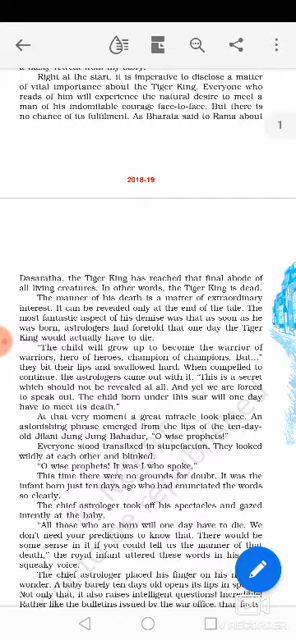 a hasty retreat from my baby.
Right at the start, it is imperative to disclose a matter
of vital importance about the Tiger King. Everyone who
reads of him will experience the natural desire to meet a
man of his indomitable courage face-to-face. But there is
no chance of its fulfilment. As Bharata said to Rama about
1
2018-19
Dasaratha, the Tiger King has reached that final abode of
all living creatures. In other words, the Tiger King is dead.
The manner of his death is a matter of extraordinary
interest. It can be revealed only at the end of the tale. The
most fantastic aspect of his demise was that as soon as he
was born, astrologers had foretold that one day the Tiger
King would actually have to die.
“The child will grow up to become the warrior of
warriors, hero of heroes, champion of champions. But...”
they bit their lips and swallowed hard. When compelled to
continue, the astrologers came out with it. “This is a secret
which should not be revealed at all. And yet we are forced
to speak out. The child born under this star will one day
have to meet its death.”
At that very moment a great miracle took place. An
astonishing phrase emerged from the lips of the ten-day-
old Jilani Jung Jung Bahadur, “O wise prophets!”
Everyone stood transfixed in stupefaction. They looked
wildly at each other and blinked.
“O wise prophets! It was I who spoke.”
This time there were no grounds for doubt. It was the
infant born just ten days ago who had enunciated the words
so clearly.
The chief astrologer took off his spectacles and gazed
intently at the baby.
“All those who are born will one day have to die. We
don't need your predictions to know that. There would be
some sense in it if you could tell us the manner of that
death,” the royal infant uttered these words in his
squeaky voice.
The chief astrologer placed his finger on his
wonder. A baby barely ten days old opens its lips in
Not only that, it also raises intelligent questions!
Rather like the bulletins issued by the war office, than facts